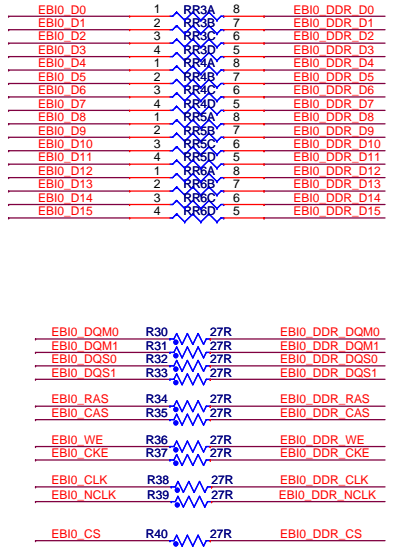 EBI0_D0 1 RR3A 8 EBI0_DDR_D0
EBI0_D1 2 RR3B 7 EBI0_DDR_D1
EBI0_D2 3 RR3C 6 EBI0_DDR_D2
EBI0_D3 4 RR3D 5 EBI0_DDR_D3
EBI0_D4 1 RR4A 8 EBI0_DDR_D4
EBI0_D5 2 RR4B 7 EBI0_DDR_D5
EBI0_D6 3 RR4C 6 EBI0_DDR_D6
EBI0_D7 4 RR4D 5 EBI0_DDR_D7
EBI0_D8 1 RR5A 8 EBI0_DDR_D8
EBI0_D9 2 RR5B 7 EBI0_DDR_D9
EBI0_D10 3 RR5C 6 EBI0_DDR_D10
EBI0_D11 4 RR5D 5 EBI0_DDR_D11
EBI0_D12 1 RR6A 8 EBI0_DDR_D12
EBI0_D13 2 RR6B 7 EBI0_DDR_D13
EBI0_D14 3 RR6C 6 EBI0_DDR_D14
EBI0_D15 4 RR6D 5 EBI0_DDR_D15
EBI0_DQM0 R30 27R EBI0_DDR_DQM0
EBI0_DQM1 R31 27R EBI0_DDR_DQM1
EBI0_DQS0 R32 27R EBI0_DDR_DQS0
EBI0_DQS1 R33 27R EBI0_DDR_DQS1
EBI0_RAS R34 27R EBI0_DDR_RAS
EBI0_CAS R35 27R EBI0_DDR_CAS
EBI0_WE R36 27R EBI0_DDR_WE
EBI0_CKE R37 27R EBI0_DDR_CKE
EBI0_CLK R38 27R EBI0_DDR_CLK
EBI0_NCLK R39 27R EBI0_DDR_NCLK
EBI0_CS R40 27R EBI0_DDR_CS